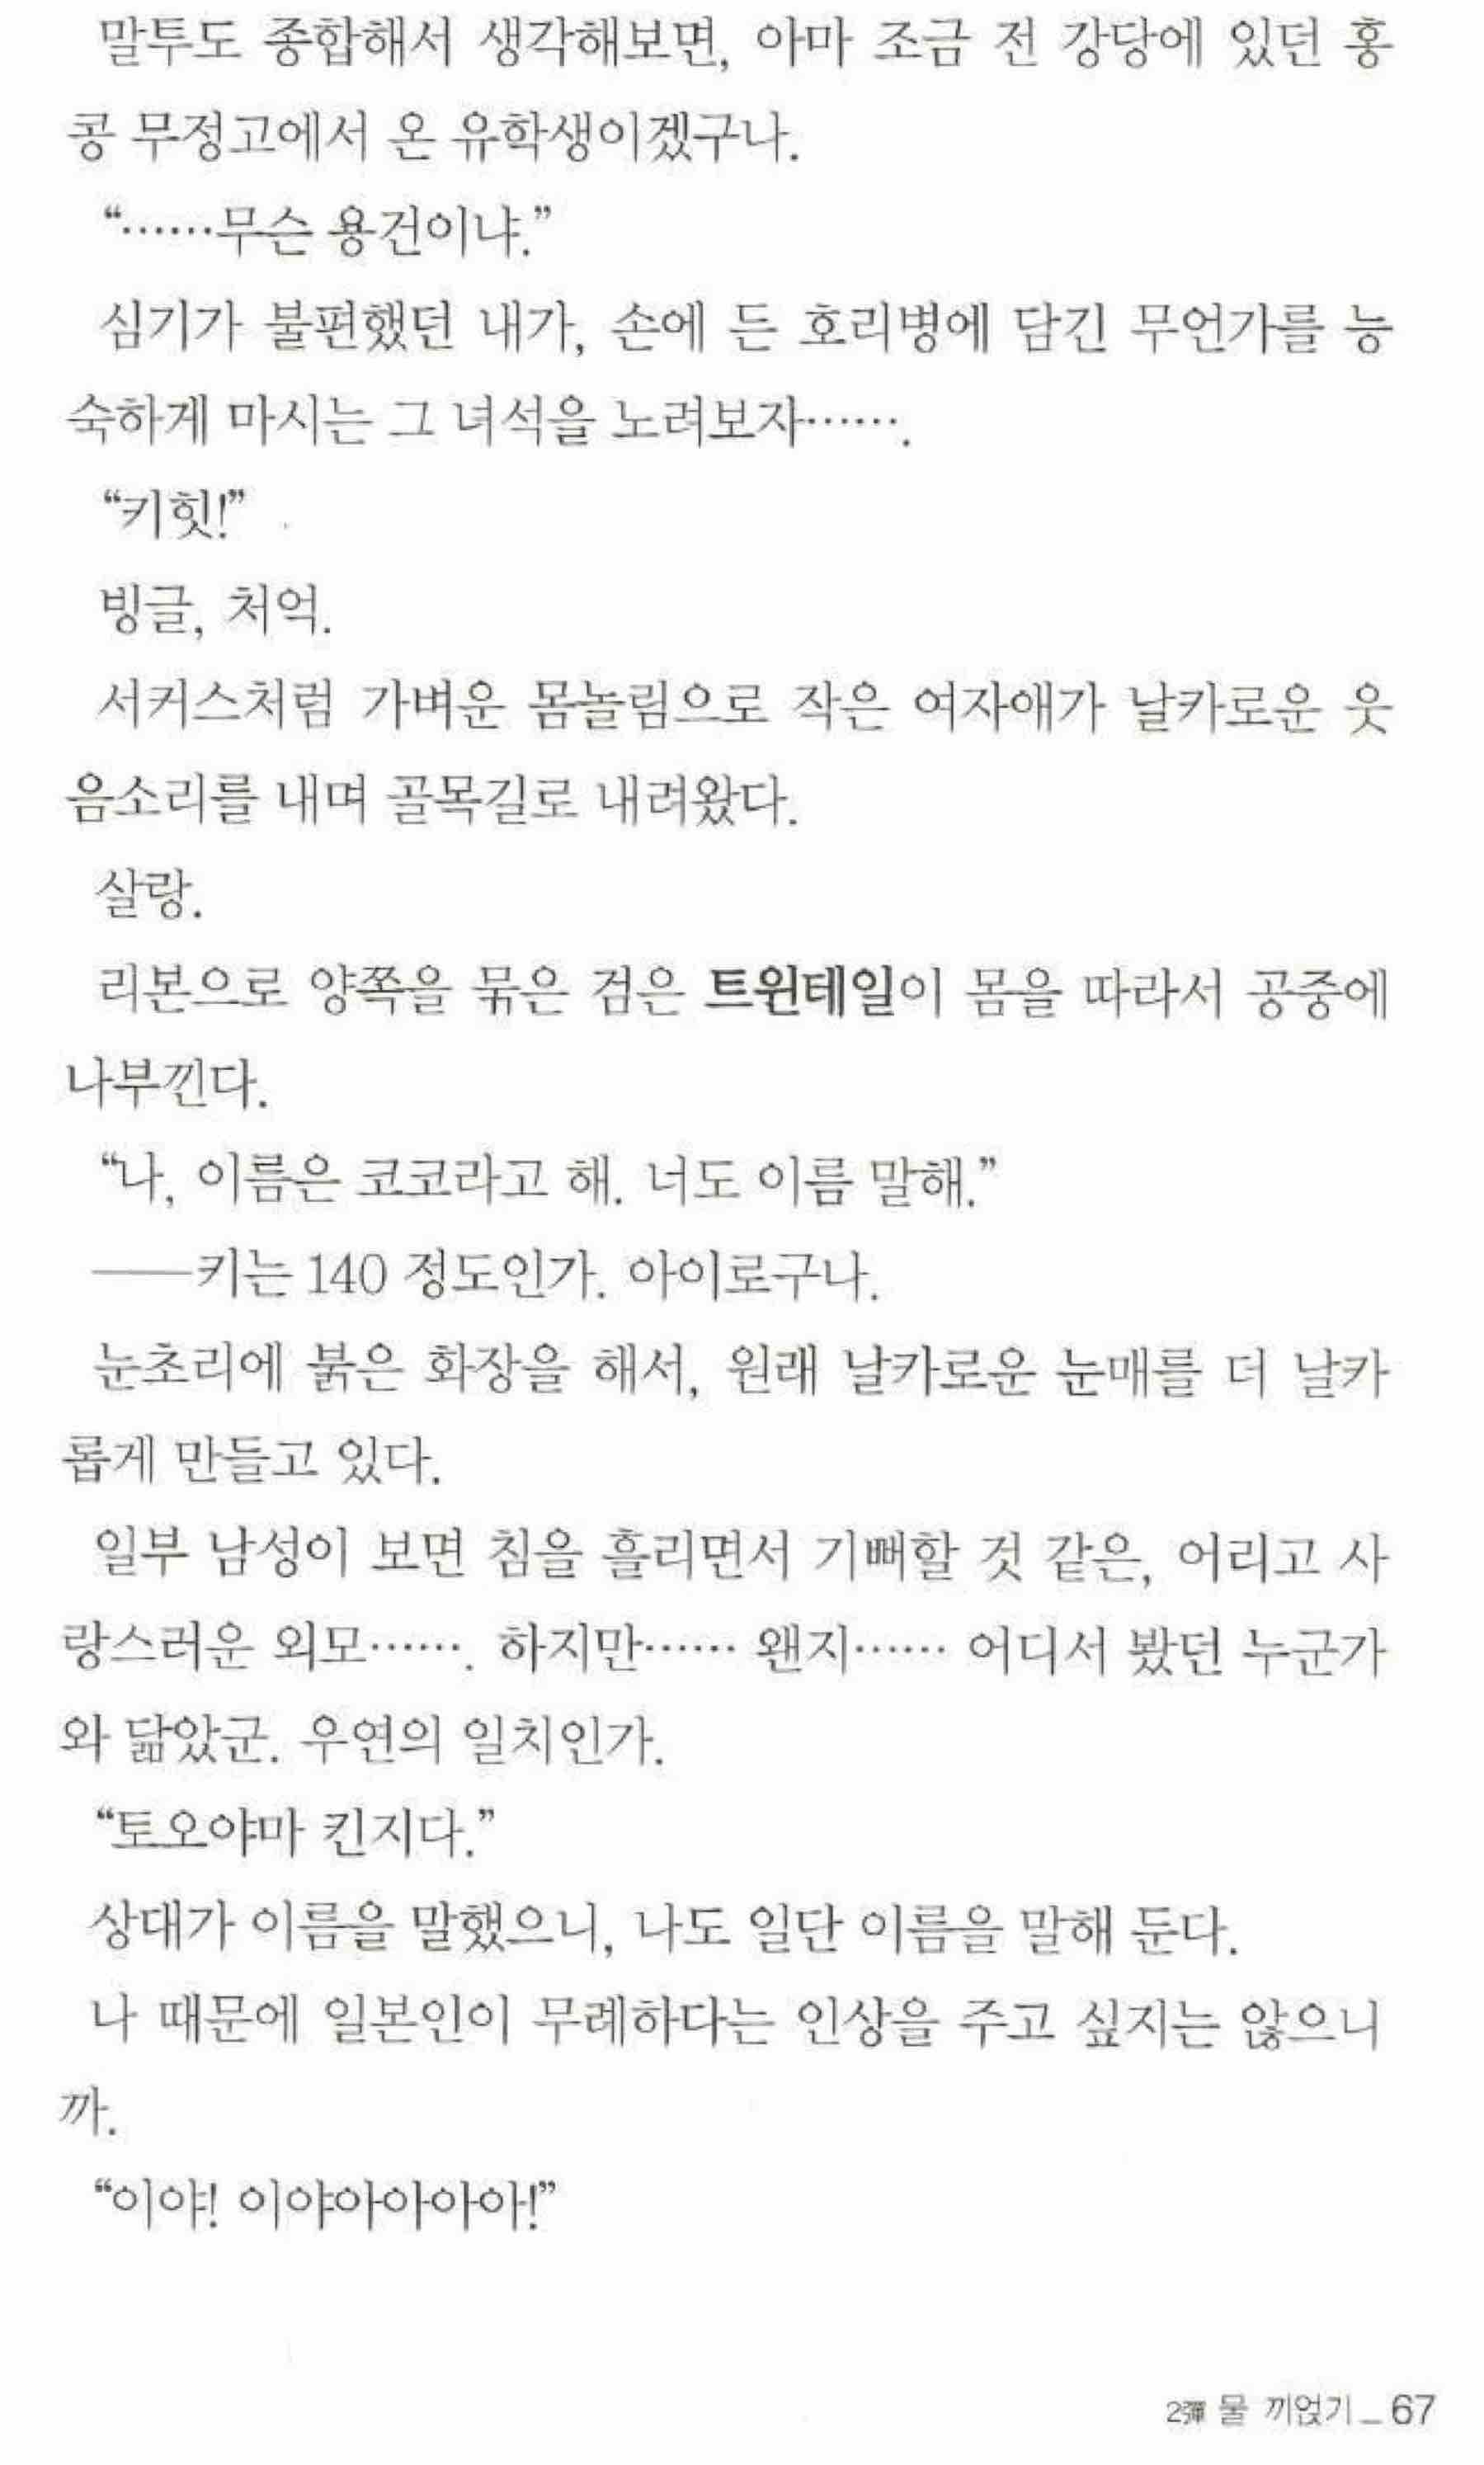 말투도 종합해서 생각해보면, 아마 조금 전 강당에 있던 홍
콩 무정고에서 온 유학생이겠구나.
“……무슨 용건이냐.”
심기가 불편했던 내가, 손에 든 호리병에 담긴 무언가를 능
숙하게 마시는 그 녀석을 노려보자…….
“키힛!”
빙글, 처억.
서커스처럼 가벼운 몸놀림으로 작은 여자애가 날카로운 웃
음소리를 내며 골목길로 내려왔다.
살랑.
리본으로 양쪽을 묶은 검은 트윈테일이 몸을 따라서 공중에
나부낀다.
“나, 이름은 코코라고 해. 너도 이름 말해.”
──키는 140 정도인가. 아이로구나.
눈초리에 붉은 화장을 해서, 원래 날카로운 눈매를 더 날카
롭게 만들고 있다.
일부 남성이 보면 침을 흘리면서 기뻐할 것 같은, 어리고 사
랑스러운 외모……. 하지만…… 왠지…… 어디서 봤던 누군가
와 닮았군. 우연의 일치인가.
“토오야마 킨지다.”
상대가 이름을 말했으니, 나도 일단 이름을 말해 둔다.
나 때문에 일본인이 무례하다는 인상을 주고 싶지는 않으니
까.
“이야! 이야아아아아!”
2彈 물 끼얹기_67